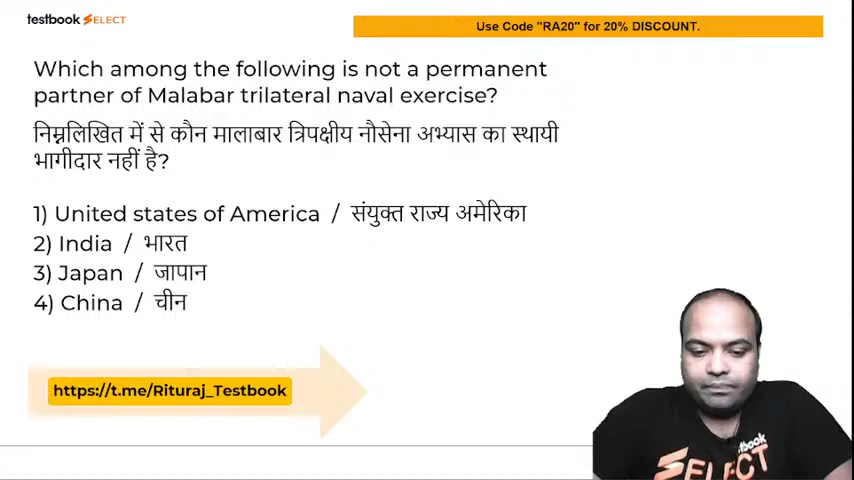 testbook SELECT
Use Code "RA20" for 20% DISCOUNT.
Which among the following is not a permanent
partner of Malabar trilateral naval exercise?
निम्नलिखित में से कौन मालाबार त्रिपक्षीय नौसेना अभ्यास का स्थायी
भागीदार नहीं है?
1) United states of America / संयुक्त राज्य अमेरिका
2) India / भारत
3) Japan / जापान
4) China / चीन
https://t.me/Rituraj_Testbook
testbook
SELECT